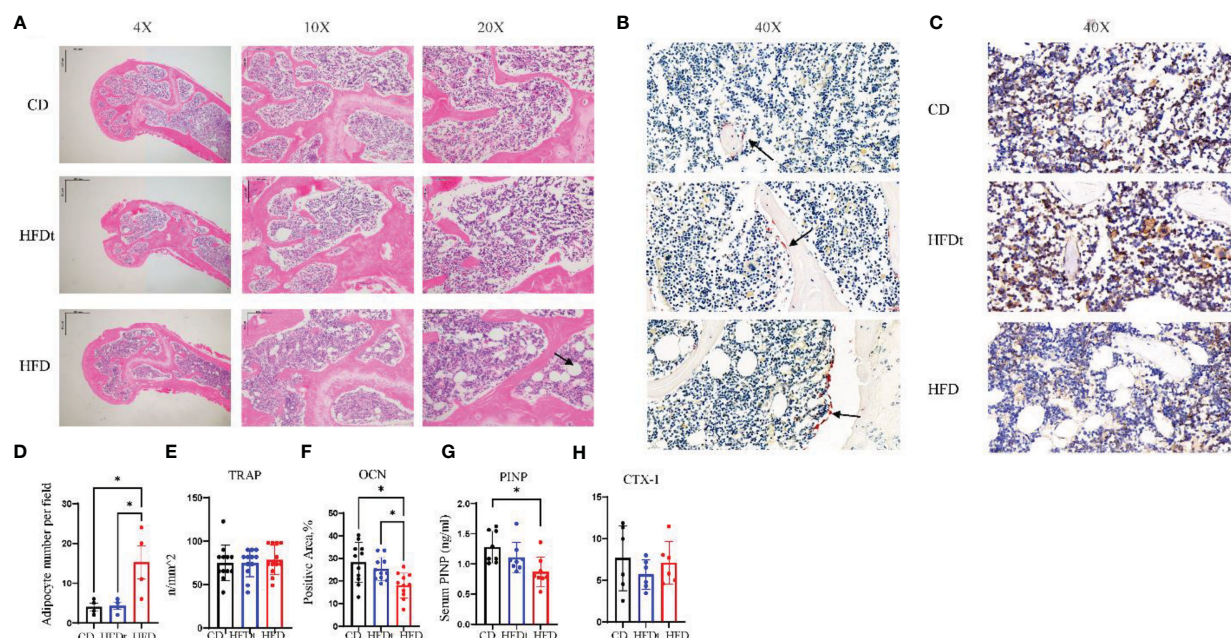 A
4X
10X
20X
B
40X
C
40X
CD
HFDt
HFD
CD
HFDt
HFD
D
E
F
G
H
Adipocyte number per field
30
20
10
0
*
*
CD
HFDt
HFD
TRAP
n/mm^2
150
100
50
0
CD
HFDt
HFD
OCN
Positive Area,%
50
40
30
20
10
0
*
*
CD
HFDt
HFD
PINP
Serum PINP (ng/ml)
2.0
1.5
1.0
0.5
0.0
*
CD
HFDt
HFD
CTX-I
15
10
5
0
CD
HFDt
HFD